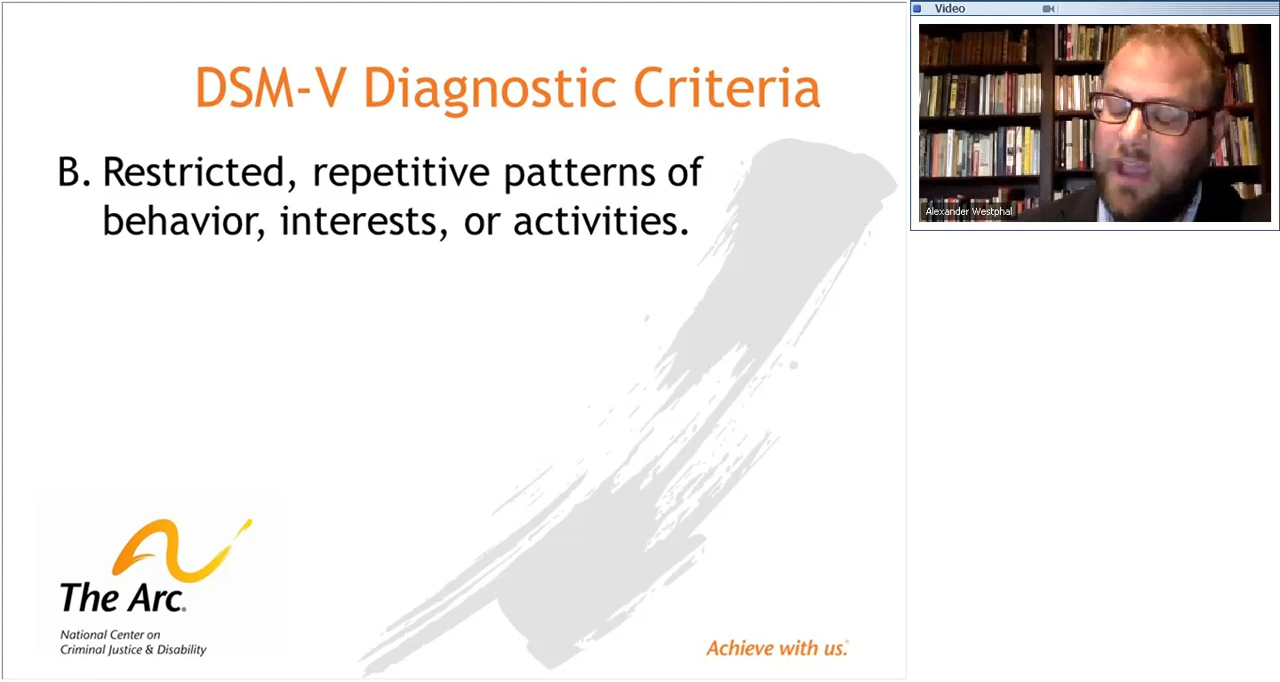 DSM-V Diagnostic Criteria
B. Restricted, repetitive patterns of
behavior, interests, or activities.
The Arc®
National Center on
Criminal Justice & Disability
Achieve with us.®
Video
Alexander Westphal